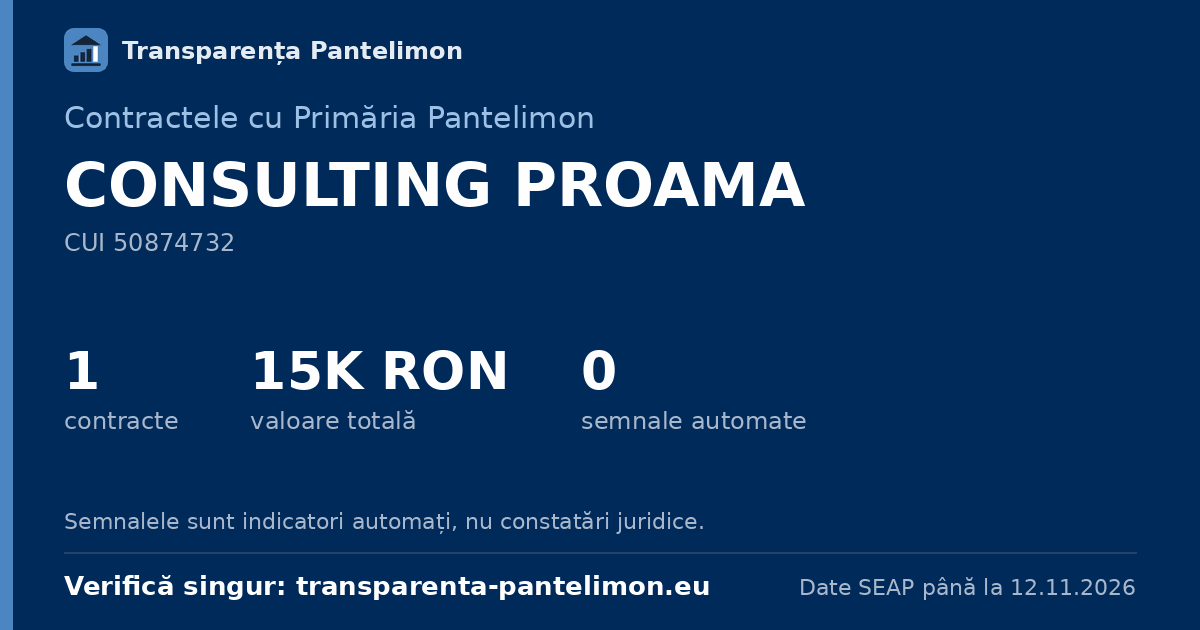 Transparența Pantelimon
Contractele cu Primăria Pantelimon
CONSULTING PROAMA
CUI 50874732
1
contracte
15K RON
valoare totală
0
semnale automate
Semnalele sunt indicatori automați, nu constatări juridice.
Verifică singur: transparenta-pantelimon.eu
Date SEAP până la 12.11.2026